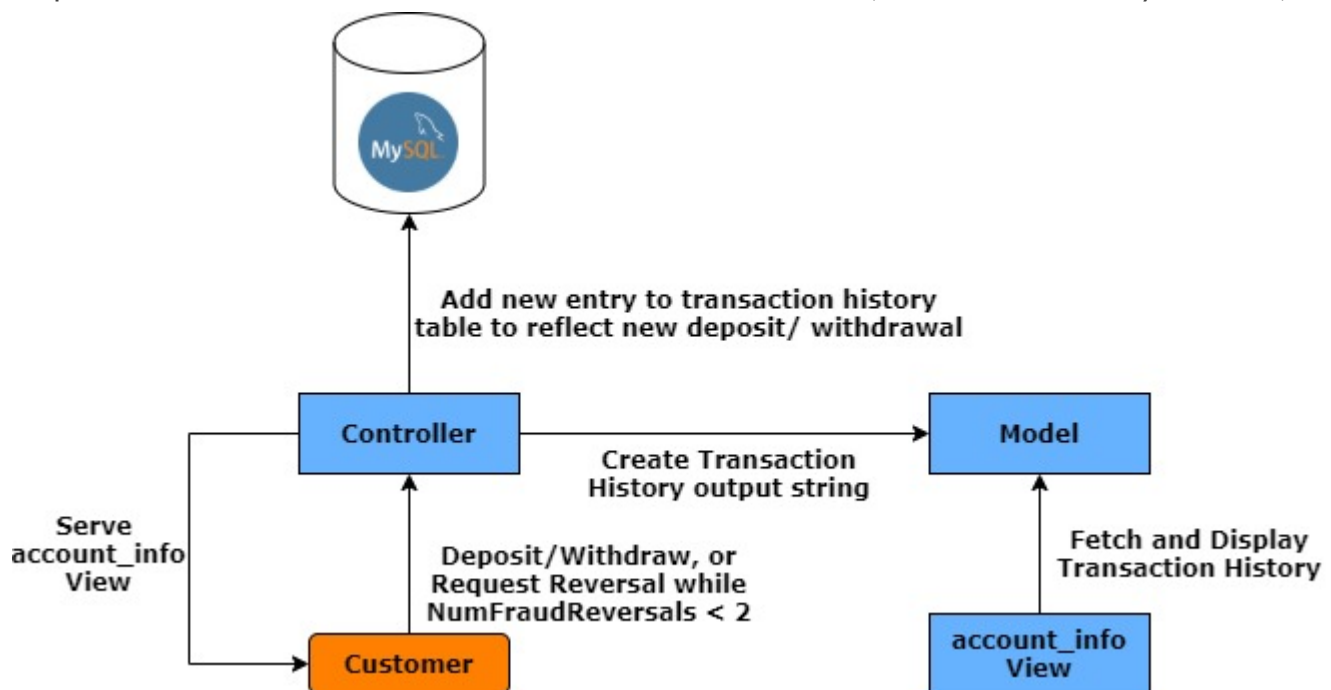 MySQL
Add new entry to transaction history
table to reflect new deposit/ withdrawal
Controller
Model
Create Transaction
History output string
Serve
account_info
View
Deposit/Withdraw, or
Request Reversal while
NumFraudReversals < 2
Fetch and Display
Transaction History
Customer
account_info
View